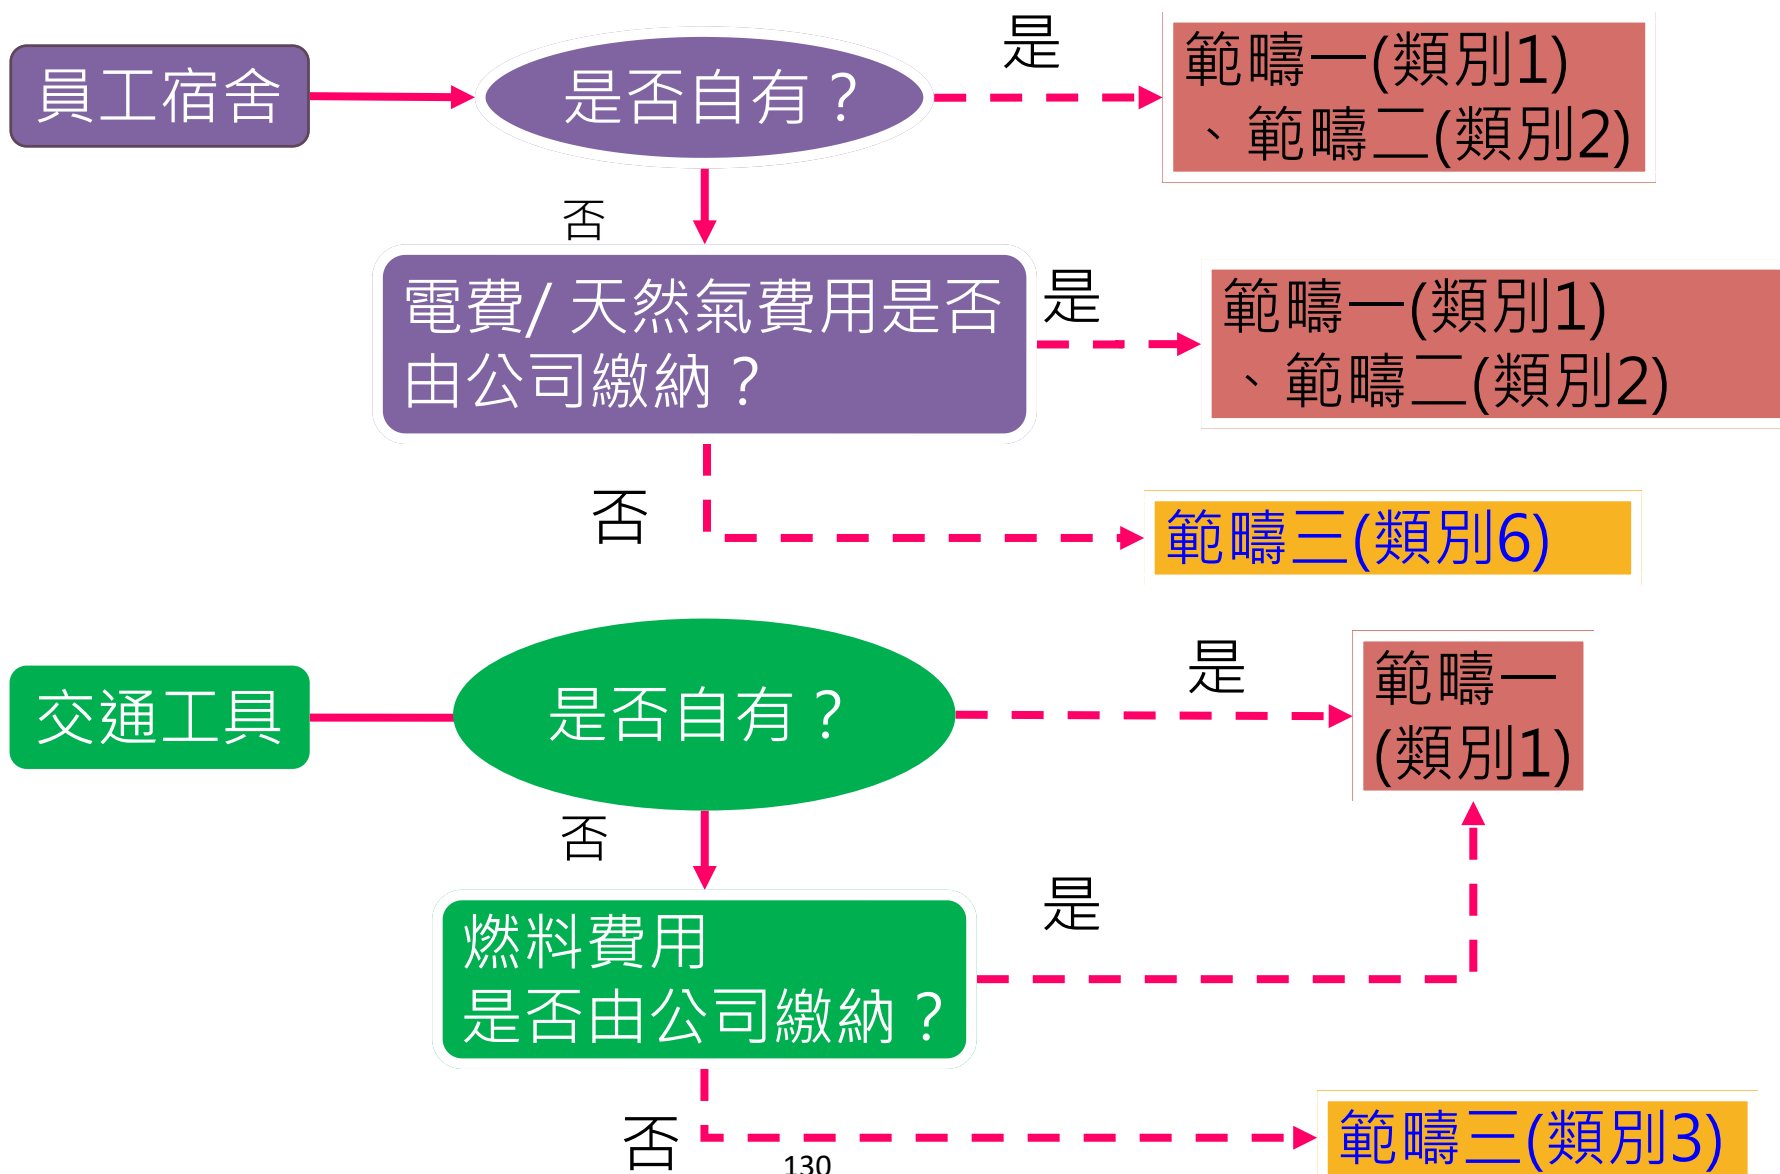 員工宿舍
是否自有？
是
範疇一(類別1)
、範疇二(類別2)
否
電費/ 天然氣費用是否
由公司繳納？
是
範疇一(類別1)
、範疇二(類別2)
否
範疇三(類別6)
交通工具
是否自有？
是
範疇一
(類別1)
否
燃料費用
是否由公司繳納？
是
否
範疇三(類別3)
130